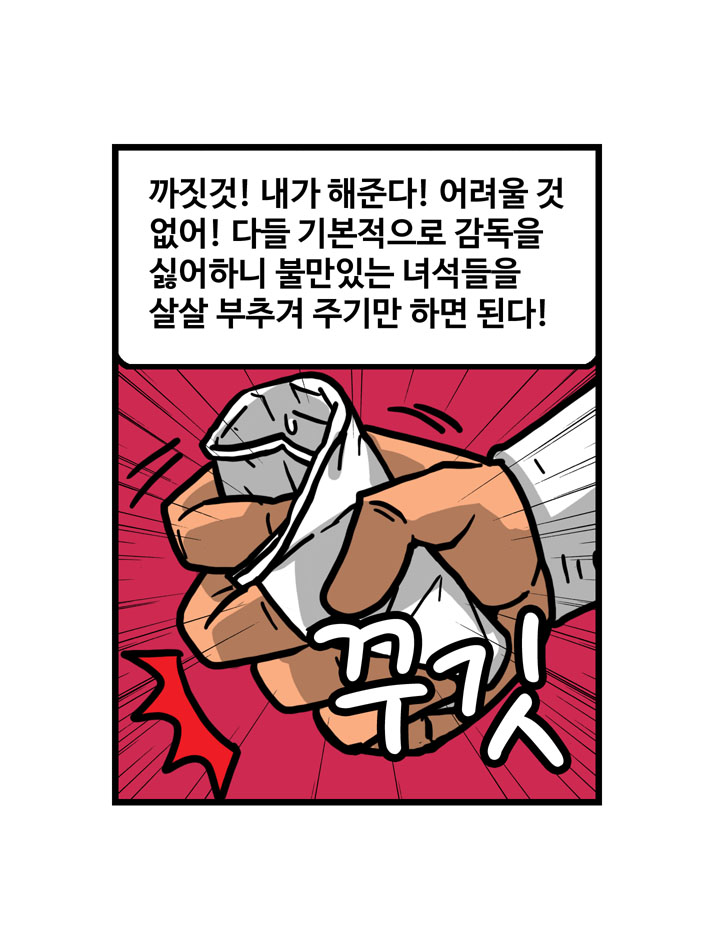 까짓것! 내가 해준다! 어려울 것
없어! 다들 기본적으로 감독을
싫어하니 불만있는 녀석들을
살살 부추겨 주기만 하면 된다!
꾸깃